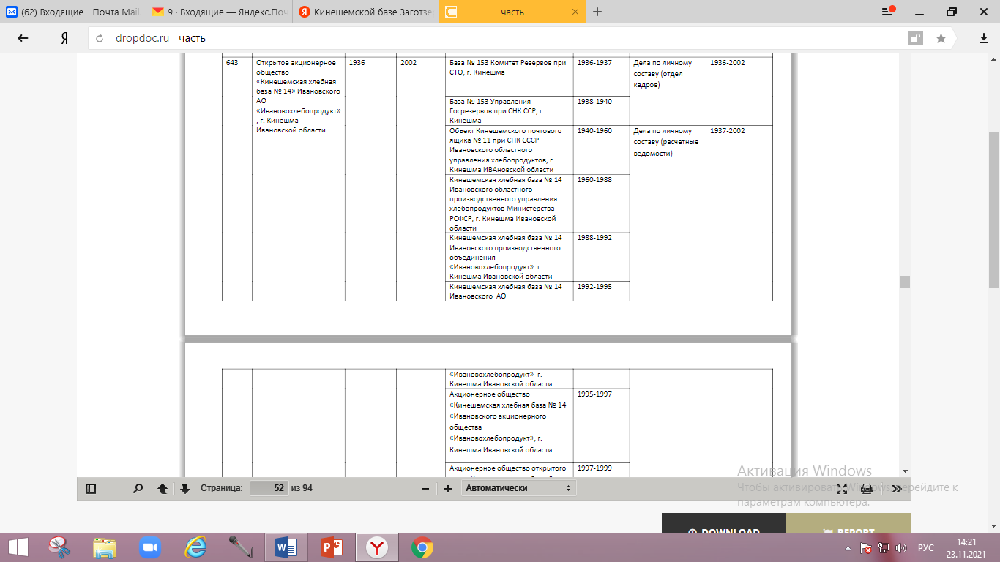 (62) Входящие - Почта Mail
9 · Входящие — Яндекс.Поч
Кинешемской базе Заготзер
часть
dropdoc.ru часть
643
Открытое акционерное
общество
«Кинешемская хлебная
база № 14» Ивановского
АО
«Ивановохлебопродукт»
, г. Кинешма
Ивановской области
1936
2002
База № 153 Комитет Резервов при
СТО, г. Кинешма
1936-1937
Дела по личному
составу (отдел
кадров)
1936-2002
База № 153 Управления
Госрезервов при СНК ССР, г.
Кинешма
1938-1940
Объект Кинешемского почтового
ящика № 11 при СНК СССР
Ивановского областного
управления хлебопродуктов, г.
Кинешма ИВАновской области
1940-1960
Дела по личному
составу (расчетные
ведомости)
1937-2002
Кинешемская хлебная база № 14
Ивановского областного
производственного управления
хлебопродуктов Министерства
РСФСР, г. Кинешма Ивановской
области
1960-1988
Кинешемская хлебная база № 14
Ивановского производственного
объединения
«Ивановохлебопродукт» г.
Кинешма Ивановской области
1988-1992
Кинешемская хлебная база № 14
Ивановского АО
1992-1995
«Ивановохлебопродукт» г.
Кинешма Ивановской области
Акционерное общество
«Кинешемская хлебная база № 14
«Ивановского акционерного
общества
«Ивановохлебопродукт», г.
Кинешма Ивановской области
1995-1997
Акционерное общество открытого
1997-1999
Активация Windows
Чтобы активировать Windows, перейдите к
параметрам компьютера.
Страница: 52 из 94
Автоматически
DOWNLOAD
REPORT
РУС
14:21
23.11.2021